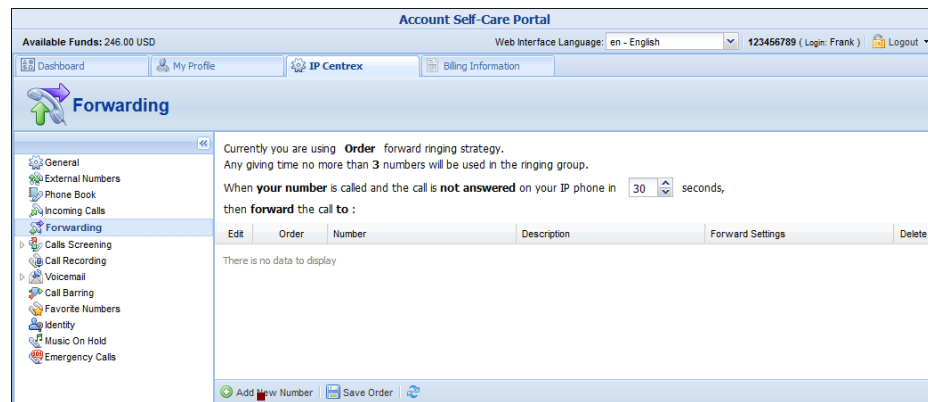 Account Self-Care Portal
Available Funds: 246.00 USD Web Interface Language: en - English 123456789 ( Login: Frank ) Logout
Dashboard My Profile IP Centrex Billing Information
Forwarding
General
External Numbers
Phone Book
Incoming Calls
Forwarding
Calls Screening
Call Recording
Voicemail
Call Barring
Favorite Numbers
Identity
Music On Hold
Emergency Calls
Currently you are using Order forward ringing strategy.
Any giving time no more than 3 numbers will be used in the ringing group.
When your number is called and the call is not answered on your IP phone in 30 seconds,
then forward the call to :
Edit Order Number Description Forward Settings Delete
There is no data to display
Add New Number Save Order